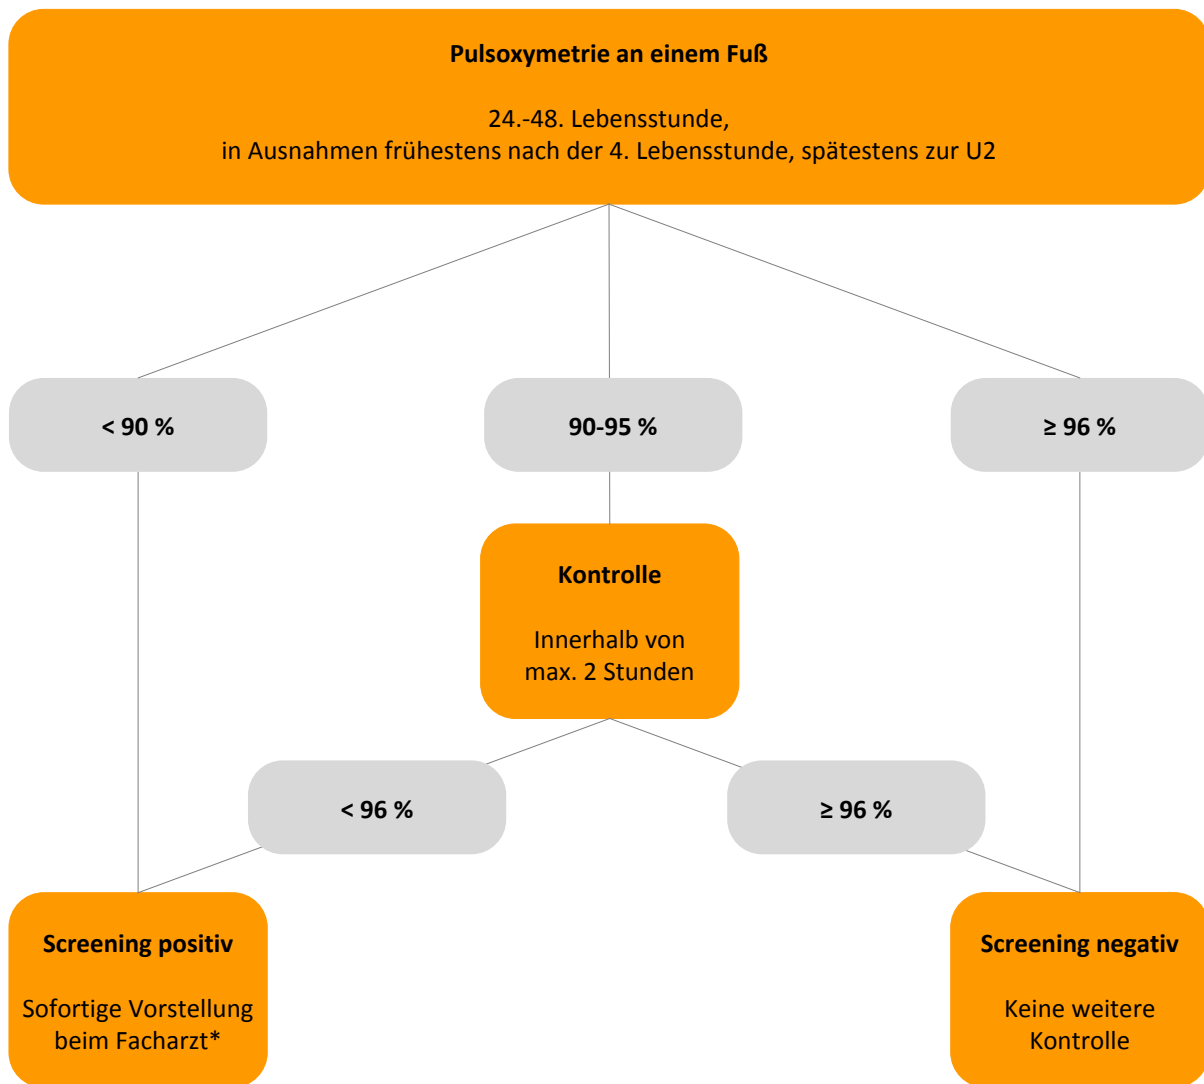 Pulsoxymetrie an einem Fuß
24.-48. Lebensstunde,
in Ausnahmen frühestens nach der 4. Lebensstunde, spätestens zur U2
< 90 %
90-95 %
≥ 96 %
Kontrolle
Innerhalb von
max. 2 Stunden
< 96 %
≥ 96 %
Screening positiv
Sofortige Vorstellung
beim Facharzt*
Screening negativ
Keine weitere
Kontrolle